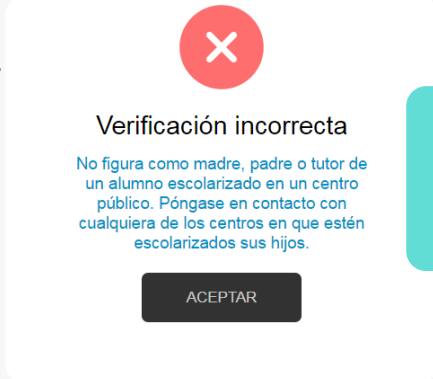 Verificación incorrecta
No figura como madre, padre o tutor de
un alumno escolarizado en un centro
público. Póngase en contacto con
cualquiera de los centros en que estén
escolarizados sus hijos.
ACEPTAR